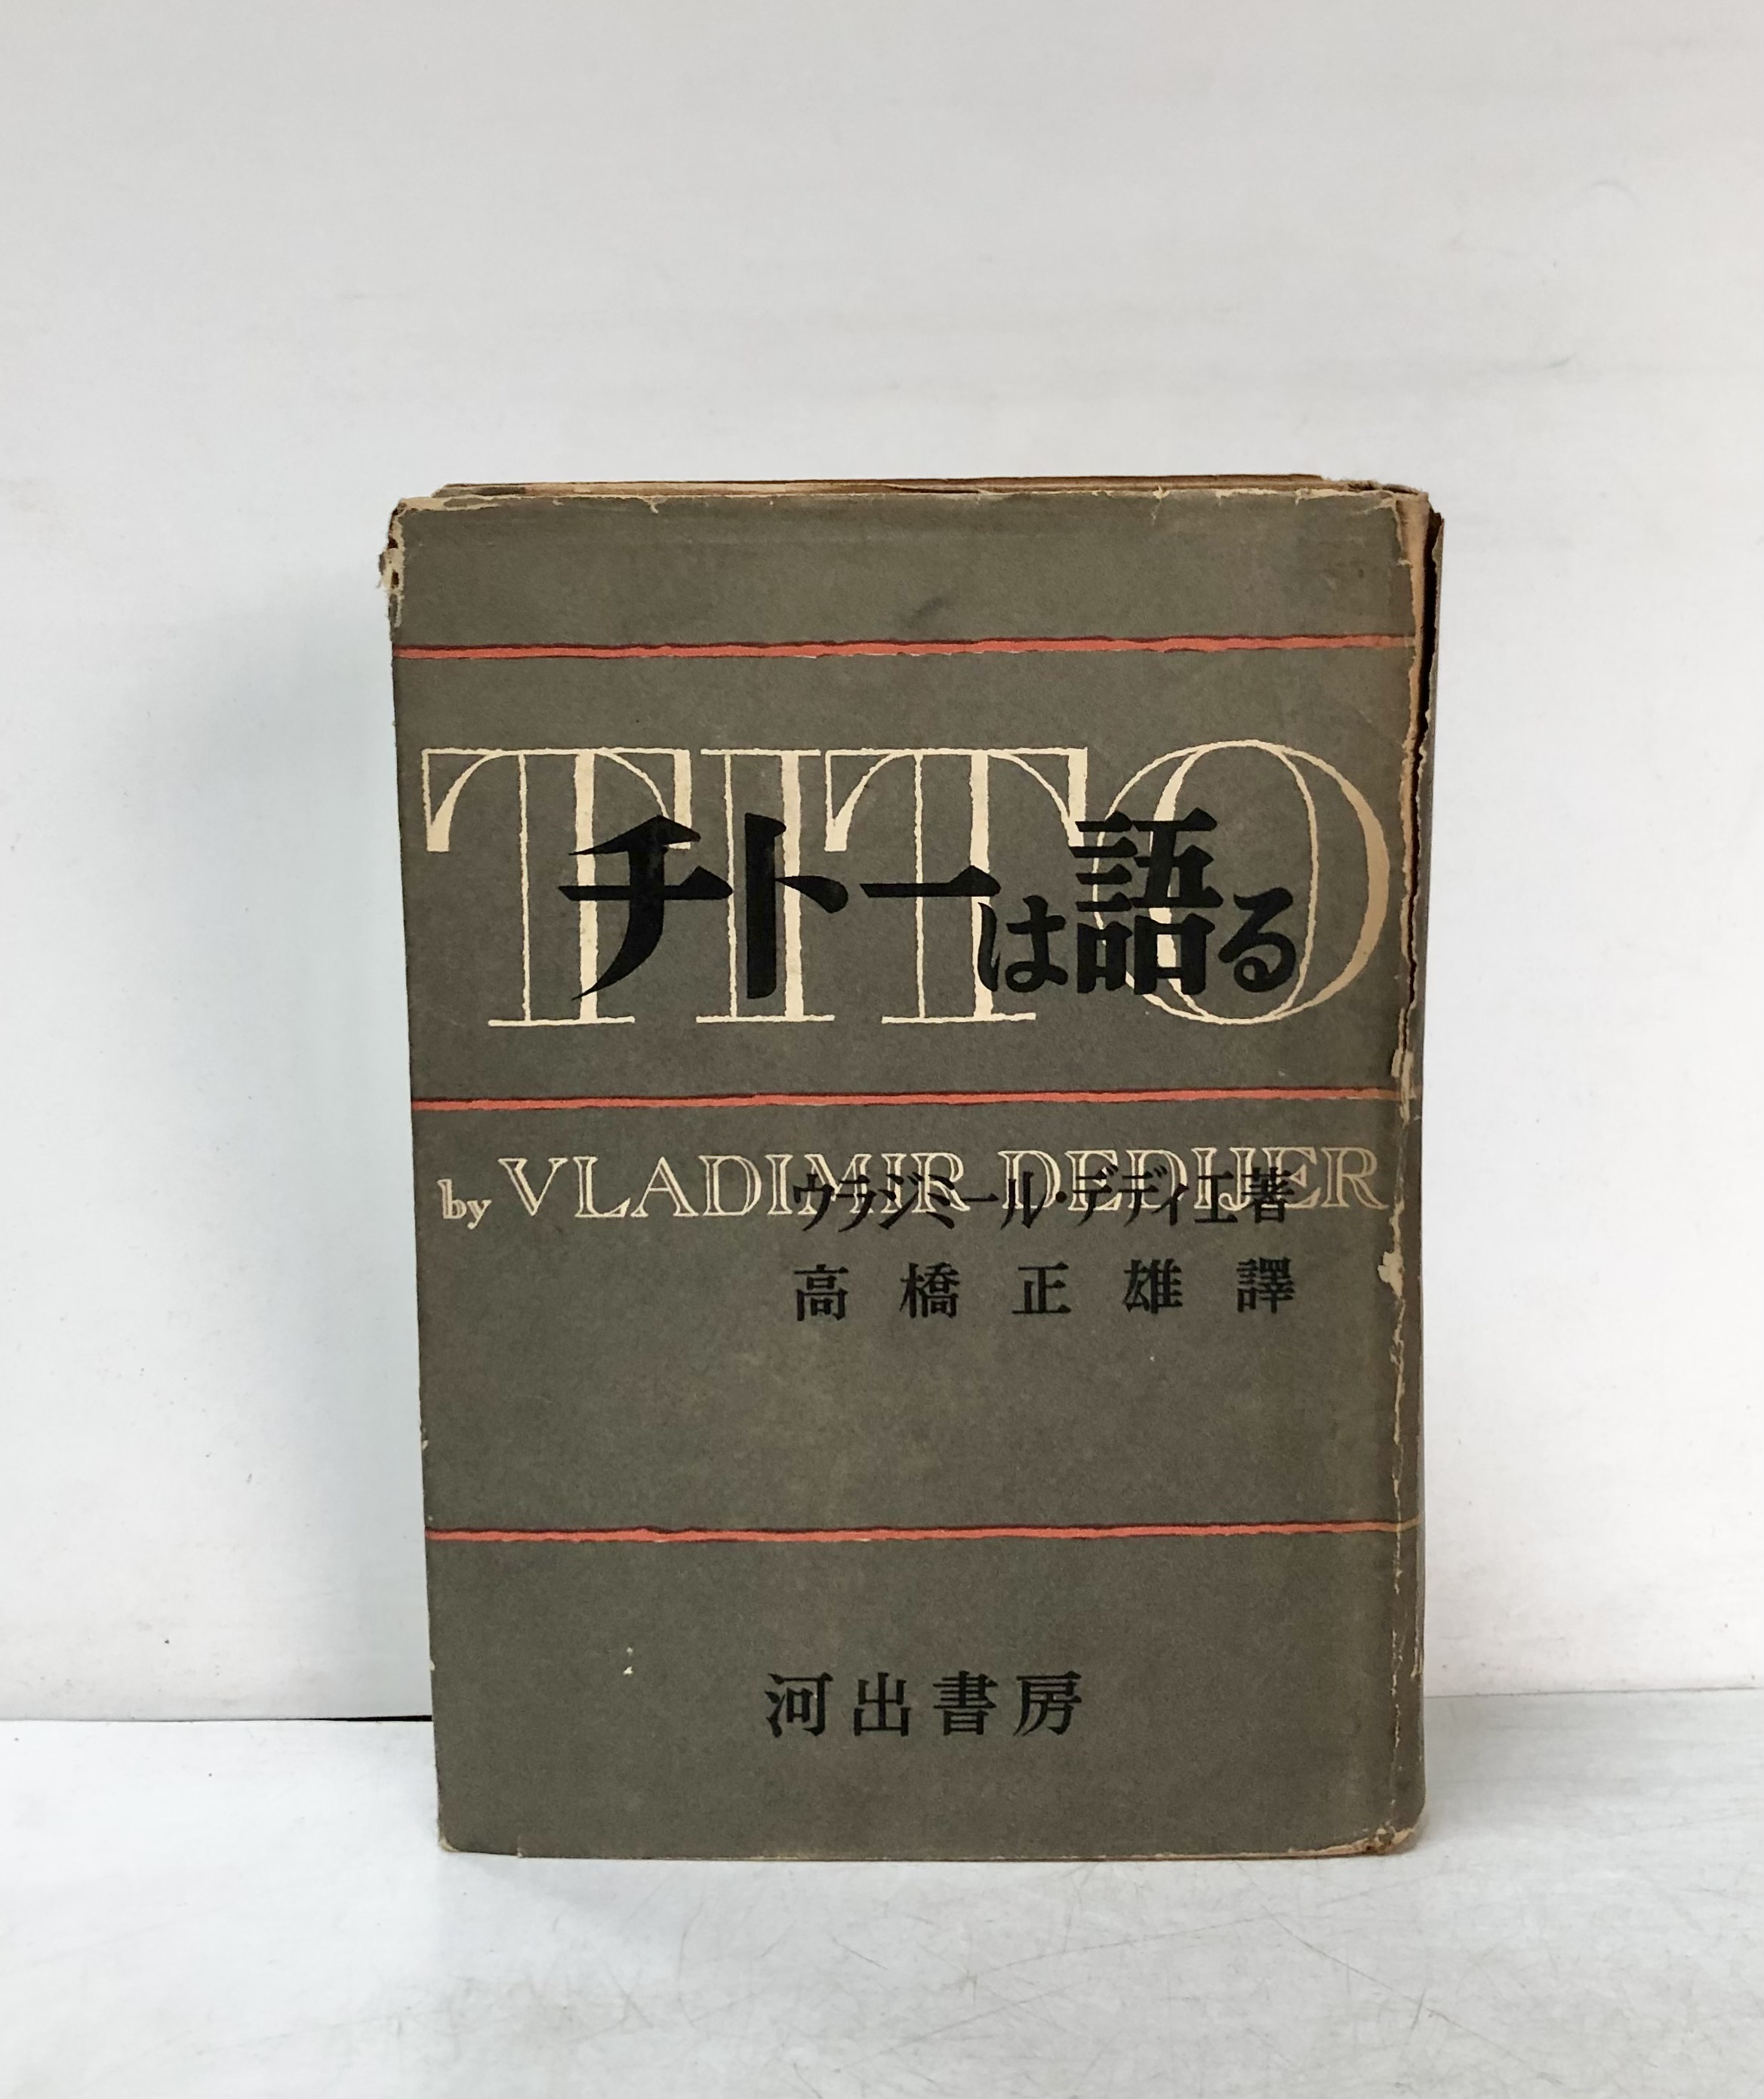 TITO
チトーは語る
by VLADIMIR DEDIJER
ウラジミール・デディエ著
高橋正雄譯
河出書房